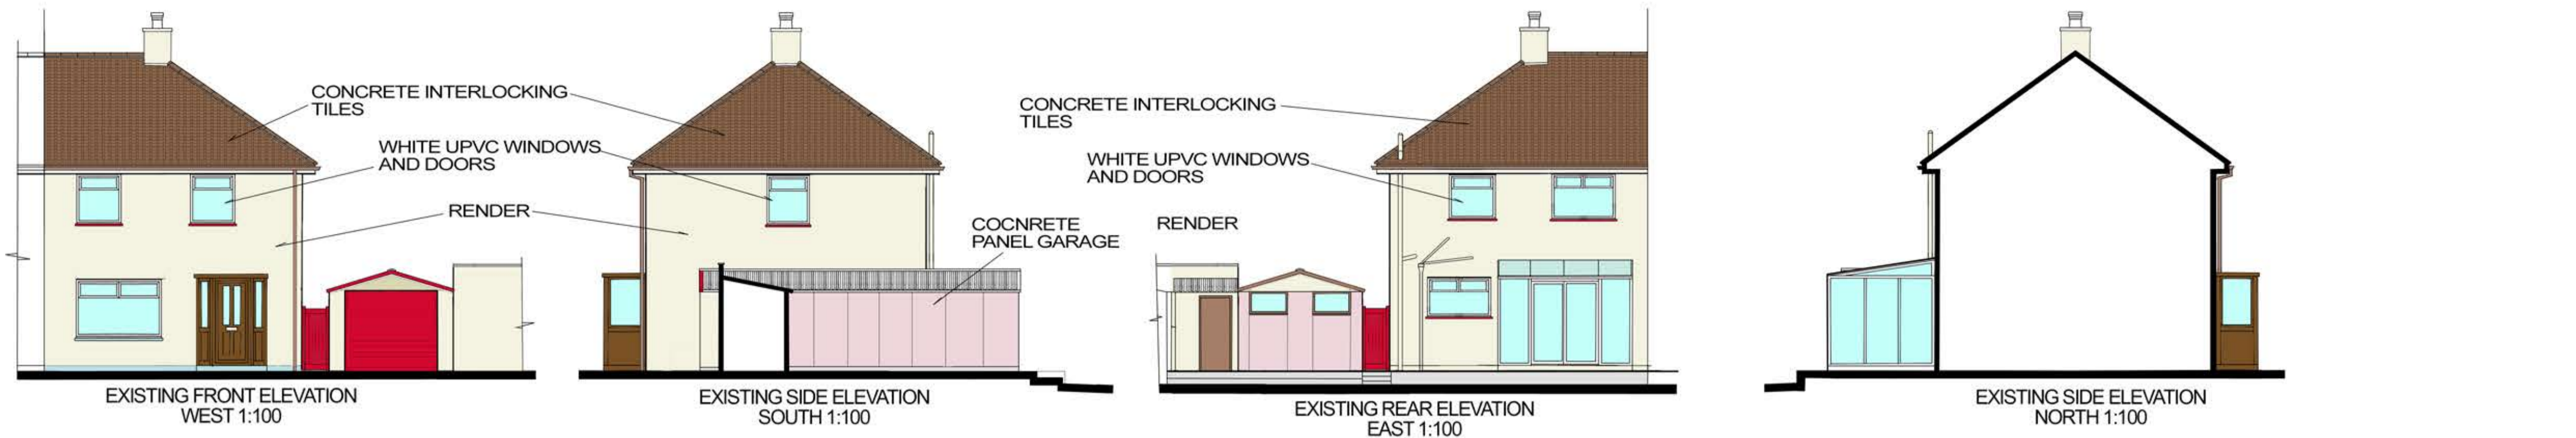 CONCRETE INTERLOCKING
TILES
WHITE UPVC WINDOWS
AND DOORS
RENDER
COCNRETE
PANEL GARAGE
EXISTING FRONT ELEVATION
WEST 1:100
EXISTING SIDE ELEVATION
SOUTH 1:100
CONCRETE INTERLOCKING
TILES
WHITE UPVC WINDOWS
AND DOORS
RENDER
EXISTING REAR ELEVATION
EAST 1:100
EXISTING SIDE ELEVATION
NORTH 1:100